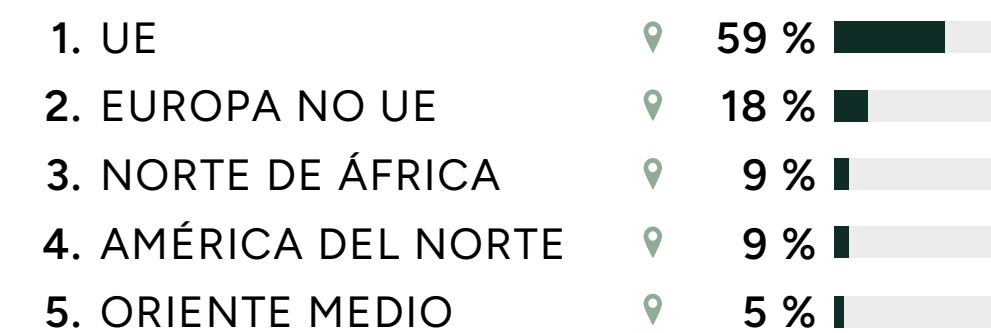 1. UE 59 %
2. EUROPA NO UE 18 %
3. NORTE DE ÁFRICA 9 %
4. AMÉRICA DEL NORTE 9 %
5. ORIENTE MEDIO 5 %